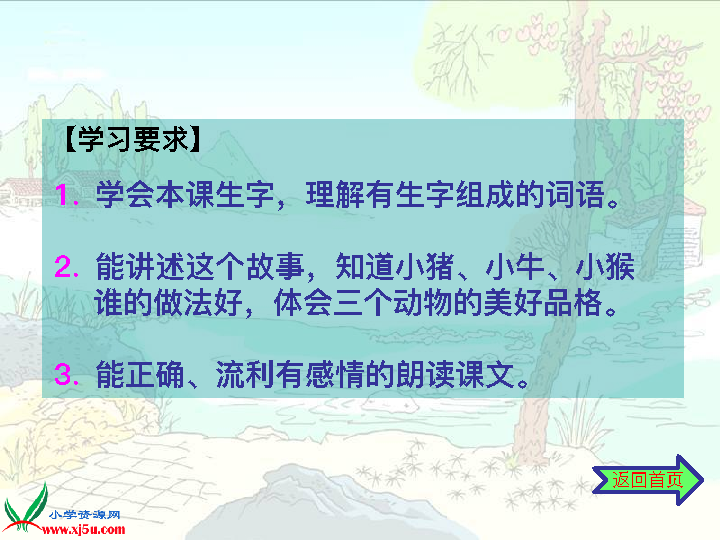 【学习要求】
1. 学会本课生字，理解有生字组成的词语。
2. 能讲述这个故事，知道小猪、小牛、小猴
谁的做法好，体会三个动物的美好品格。
3. 能正确、流利有感情的朗读课文。
返回首页
小学资源网
www.xj5u.com